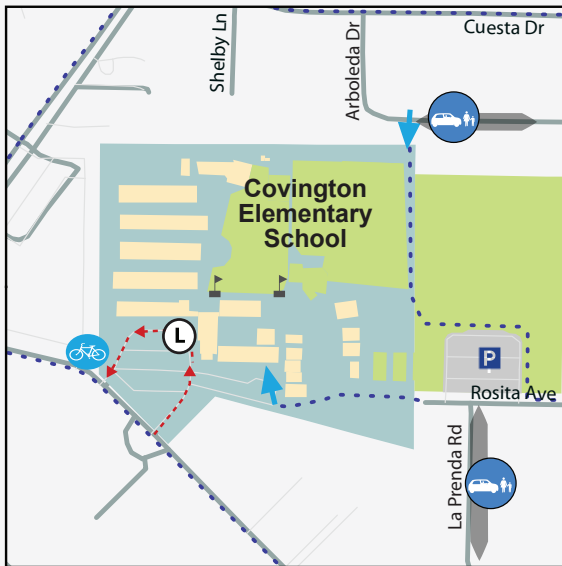 Cuesta Dr
Shelby Ln
Arboleda Dr
Covington
Elementary
School
L
P
Rosita Ave
La Prenda Rd